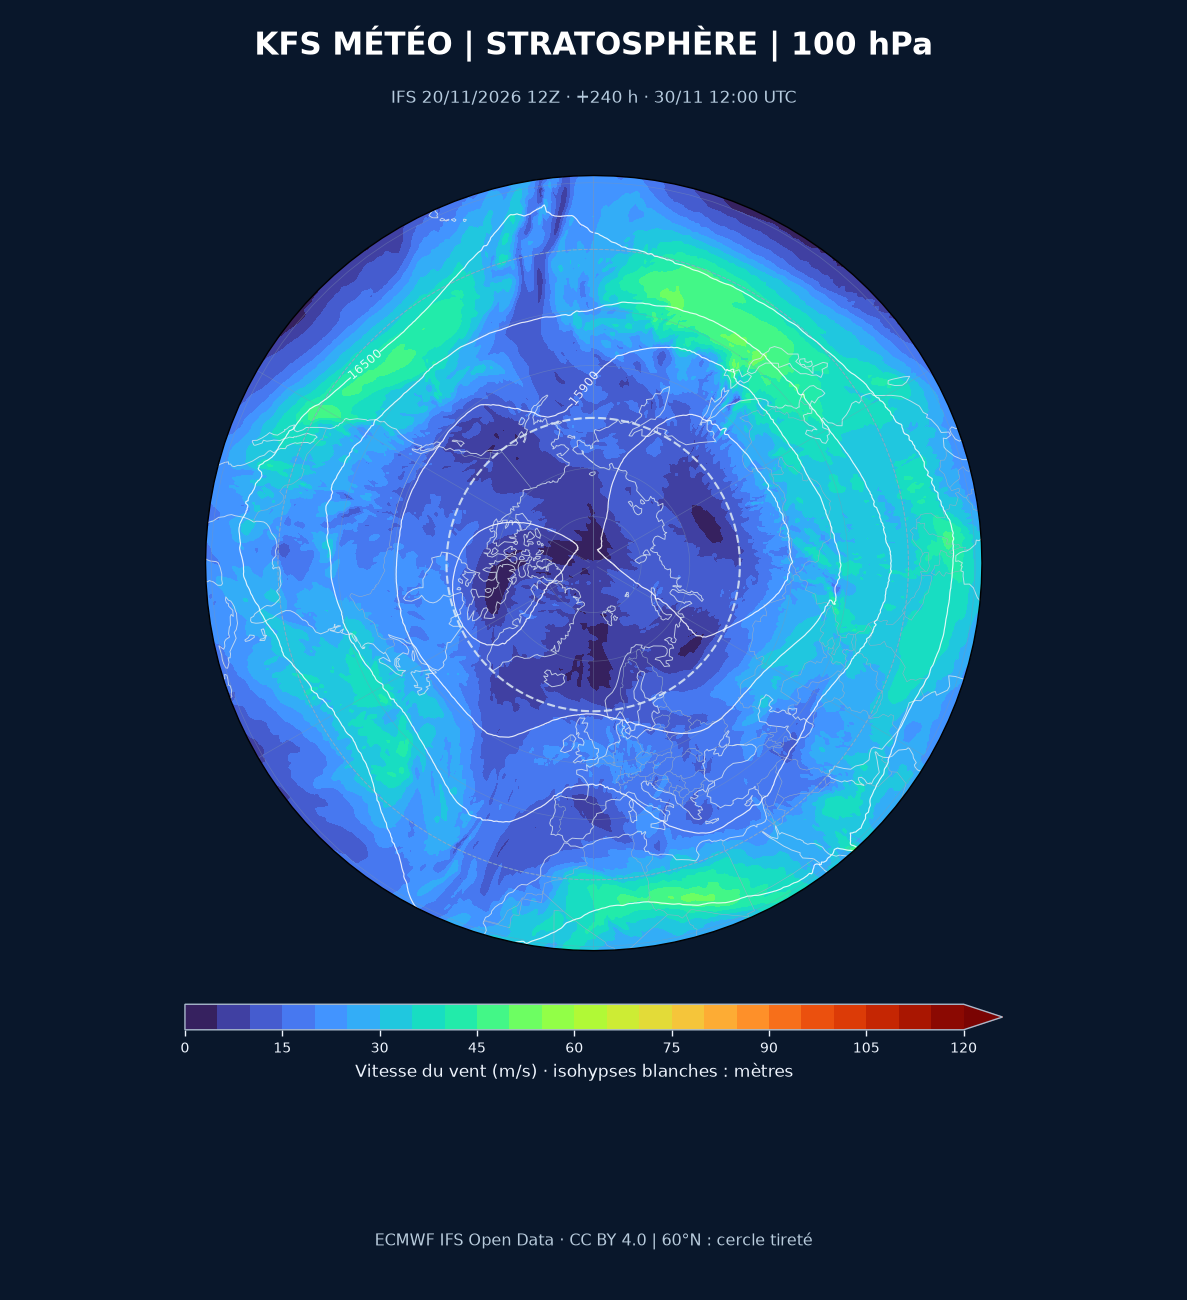 KFS MÉTÉO | STRATOSPHÈRE | 100 hPa
IFS 20/11/2026 12Z · +240 h · 30/11 12:00 UTC
16500
15900
0 15 30 45 60 75 90 105 120
Vitesse du vent (m/s) · isohypses blanches : mètres
ECMWF IFS Open Data · CC BY 4.0 | 60°N : cercle tireté